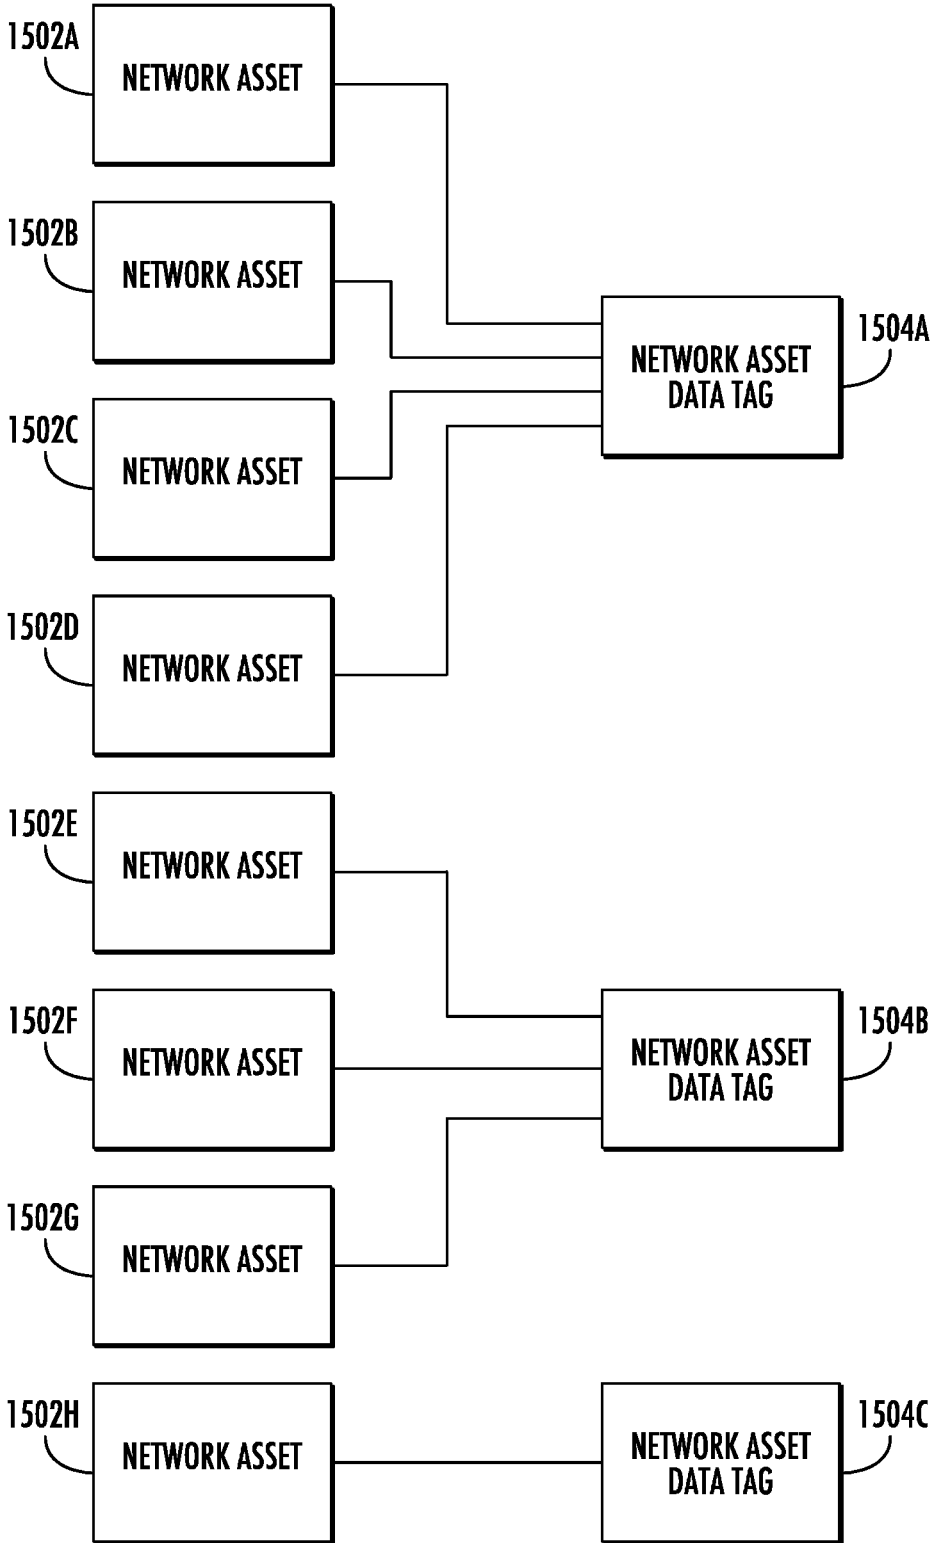 1502A
NETWORK ASSET
1502B
NETWORK ASSET
1504A
NETWORK ASSET
DATA TAG
1502C
NETWORK ASSET
1502D
NETWORK ASSET
1502E
NETWORK ASSET
1502F
NETWORK ASSET
1504B
NETWORK ASSET
DATA TAG
1502G
NETWORK ASSET
1502H
NETWORK ASSET
1504C
NETWORK ASSET
DATA TAG